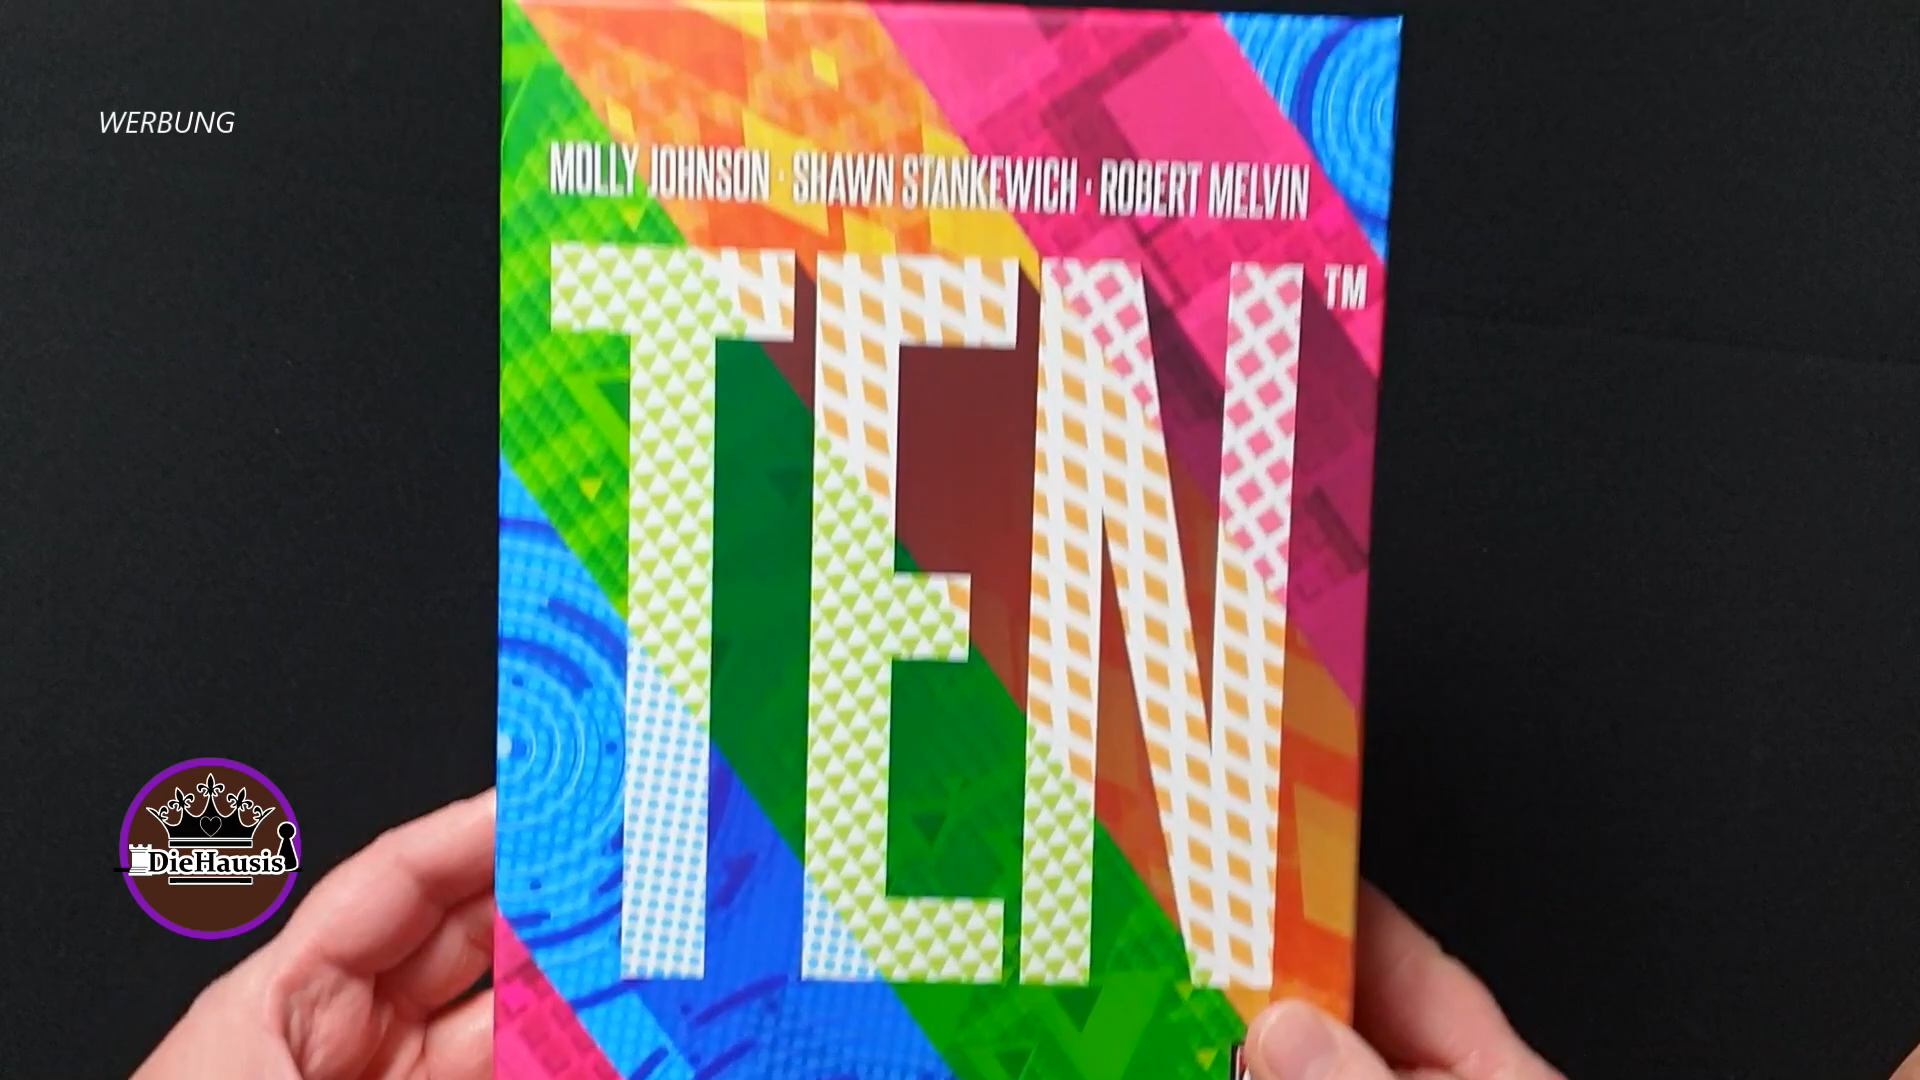 WERBUNG
MOLLY JOHNSON · SHAWN STANKEWICH · ROBERT MELVIN
TEN™
DieHausis